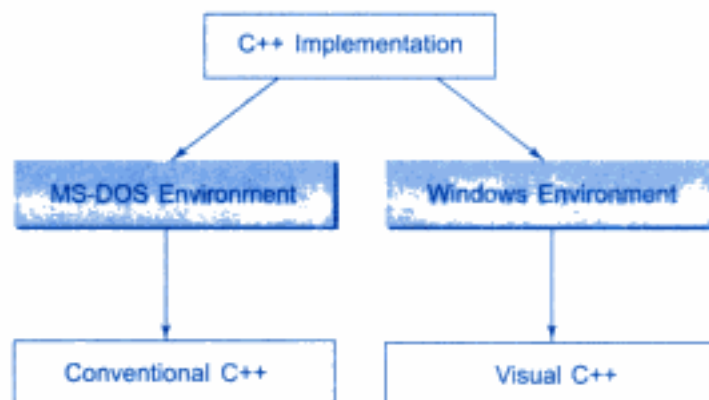 C++ Implementation
MS-DOS Environment
Windows Environment
Conventional C++
Visual C++